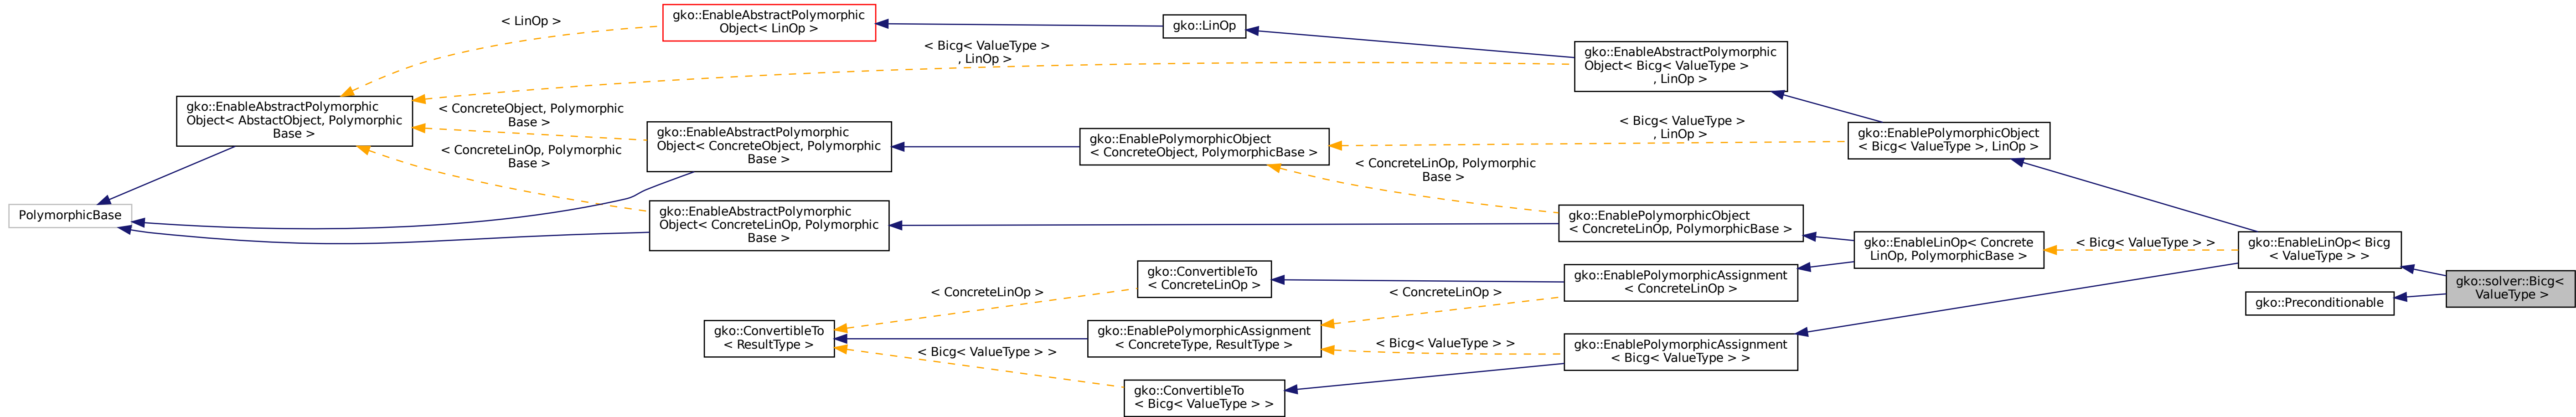 gko::EnableAbstractPolymorphic
Object< LinOp >
< LinOp >
gko::LinOp
< Bicg< ValueType >
, LinOp >
gko::EnableAbstractPolymorphic
Object< Bicg< ValueType >
, LinOp >
gko::EnableAbstractPolymorphic
Object< AbstactObject, Polymorphic
Base >
< ConcreteObject, Polymorphic
Base >
gko::EnableAbstractPolymorphic
Object< ConcreteObject, Polymorphic
Base >
gko::EnablePolymorphicObject
< ConcreteObject, PolymorphicBase >
< Bicg< ValueType >
, LinOp >
gko::EnablePolymorphicObject
< Bicg< ValueType >, LinOp >
< ConcreteLinOp, Polymorphic
Base >
< ConcreteLinOp, Polymorphic
Base >
PolymorphicBase
gko::EnableAbstractPolymorphic
Object< ConcreteLinOp, Polymorphic
Base >
gko::EnablePolymorphicObject
< ConcreteLinOp, PolymorphicBase >
gko::EnableLinOp< Concrete
LinOp, PolymorphicBase >
< Bicg< ValueType > >
gko::EnableLinOp< Bicg
< ValueType > >
gko::ConvertibleTo
< ConcreteLinOp >
gko::EnablePolymorphicAssignment
< ConcreteLinOp >
gko::solver::Bicg<
ValueType >
< ConcreteLinOp >
< ConcreteLinOp >
gko::Preconditionable
gko::ConvertibleTo
< ResultType >
gko::EnablePolymorphicAssignment
< ConcreteType, ResultType >
< Bicg< ValueType > >
gko::EnablePolymorphicAssignment
< Bicg< ValueType > >
< Bicg< ValueType > >
gko::ConvertibleTo
< Bicg< ValueType > >